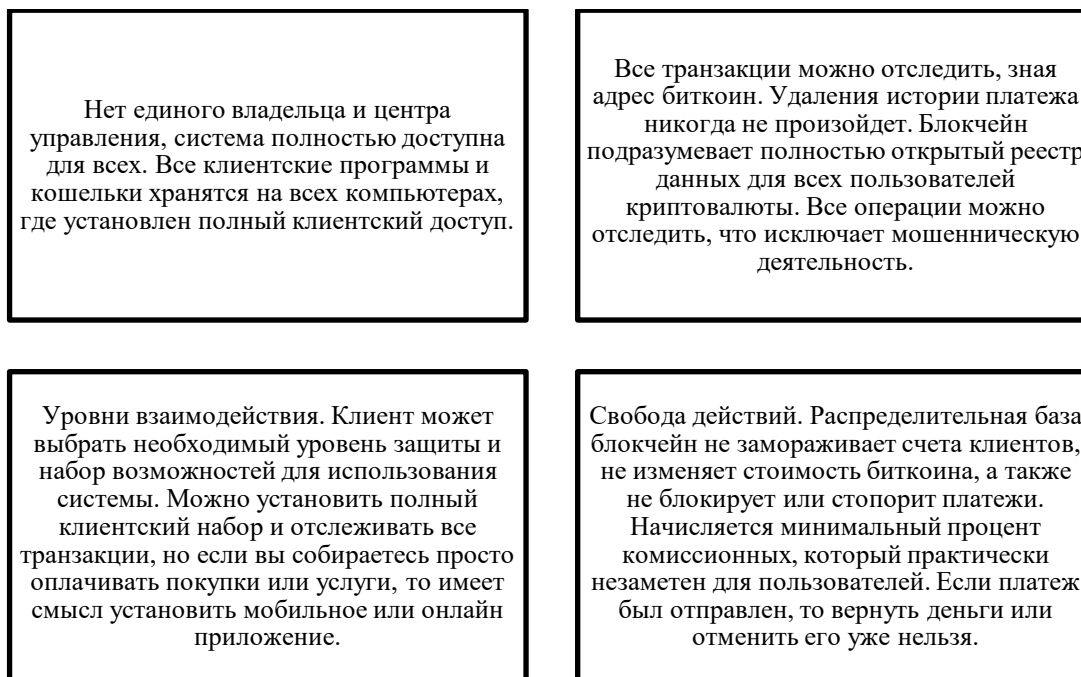 Нет единого владельца и центра
управления, система полностью доступна
для всех. Все клиентские программы и
кошельки хранятся на всех компьютерах,
где установлен полный клиентский доступ.
Все транзакции можно отследить, зная
адрес биткоин. Удаления истории платежа
никогда не произойдет. Блокчейн
подразумевает полностью открытый реестр
данных для всех пользователей
криптовалюты. Все операции можно
отследить, что исключает мошенническую
деятельность.
Уровни взаимодействия. Клиент может
выбрать необходимый уровень защиты и
набор возможностей для использования
системы. Можно установить полный
клиентский набор и отслеживать все
транзакции, но если вы собираетесь просто
оплачивать покупки или услуги, то имеет
смысл установить мобильное или онлайн
приложение.
Свобода действий. Распределительная база
блокчейн не замораживает счета клиентов,
не изменяет стоимость биткоина, а также
не блокирует или стопорит платежи.
Начисляется минимальный процент
комиссионных, который практически
незаметен для пользователей. Если платеж
был отправлен, то вернуть деньги или
отменить его уже нельзя.